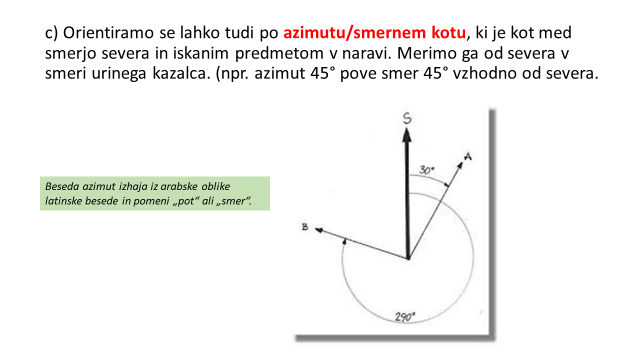 c) Orientiramo se lahko tudi po azimutu/smernem kotu, ki je kot med
smerjo severa in iskanim predmetom v naravi. Merimo ga od severa v
smeri urinega kazalca. (npr. azimut 45° pove smer 45° vzhodno od severa.
S
A
30°
Beseda azimut izhaja iz arabske oblike
latinske besede in pomeni „pot“ ali „smer“.
B
290°